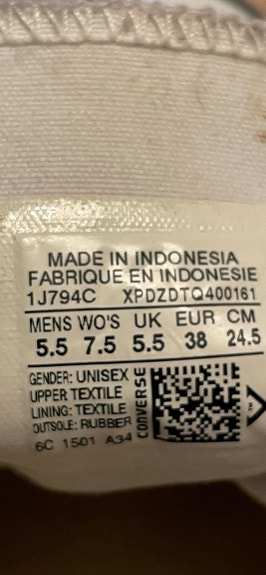 MADE IN INDONESIA
FABRIQUE EN INDONESIE
1J794C XPDZDTQ400161
MENS WO'S UK EUR CM
5.5 7.5 5.5 38 24.5
GENDER: UNISEX
UPPER: TEXTILE
LINING: TEXTILE
OUTSOLE: RUBBER
6C 1501 A34
CONVERSE